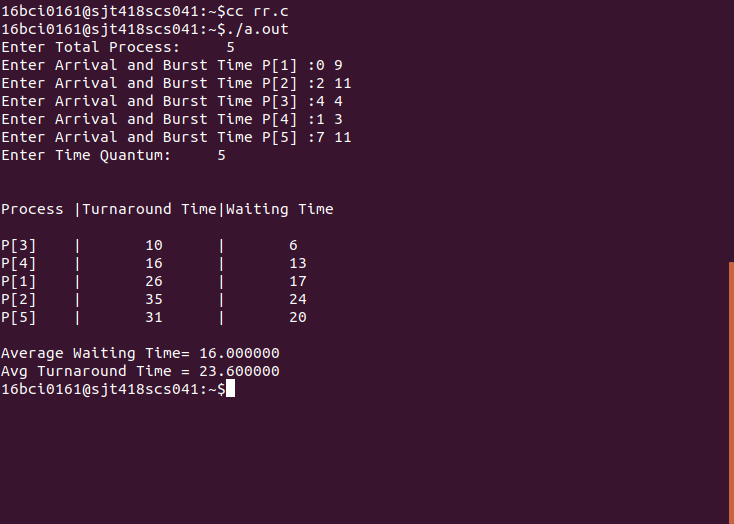 16bci0161@sjt418scs041:~$cc rr.c
16bci0161@sjt418scs041:~$./a.out
Enter Total Process:     5
Enter Arrival and Burst Time P[1] :0 9
Enter Arrival and Burst Time P[2] :2 11
Enter Arrival and Burst Time P[3] :4 4
Enter Arrival and Burst Time P[4] :1 3
Enter Arrival and Burst Time P[5] :7 11
Enter Time Quantum:     5
Process |Turnaround Time|Waiting Time
P[3]    |       10      |       6
P[4]    |       16      |       13
P[1]    |       26      |       17
P[2]    |       35      |       24
P[5]    |       31      |       20
Average Waiting Time= 16.000000
Avg Turnaround Time = 23.600000
16bci0161@sjt418scs041:~$